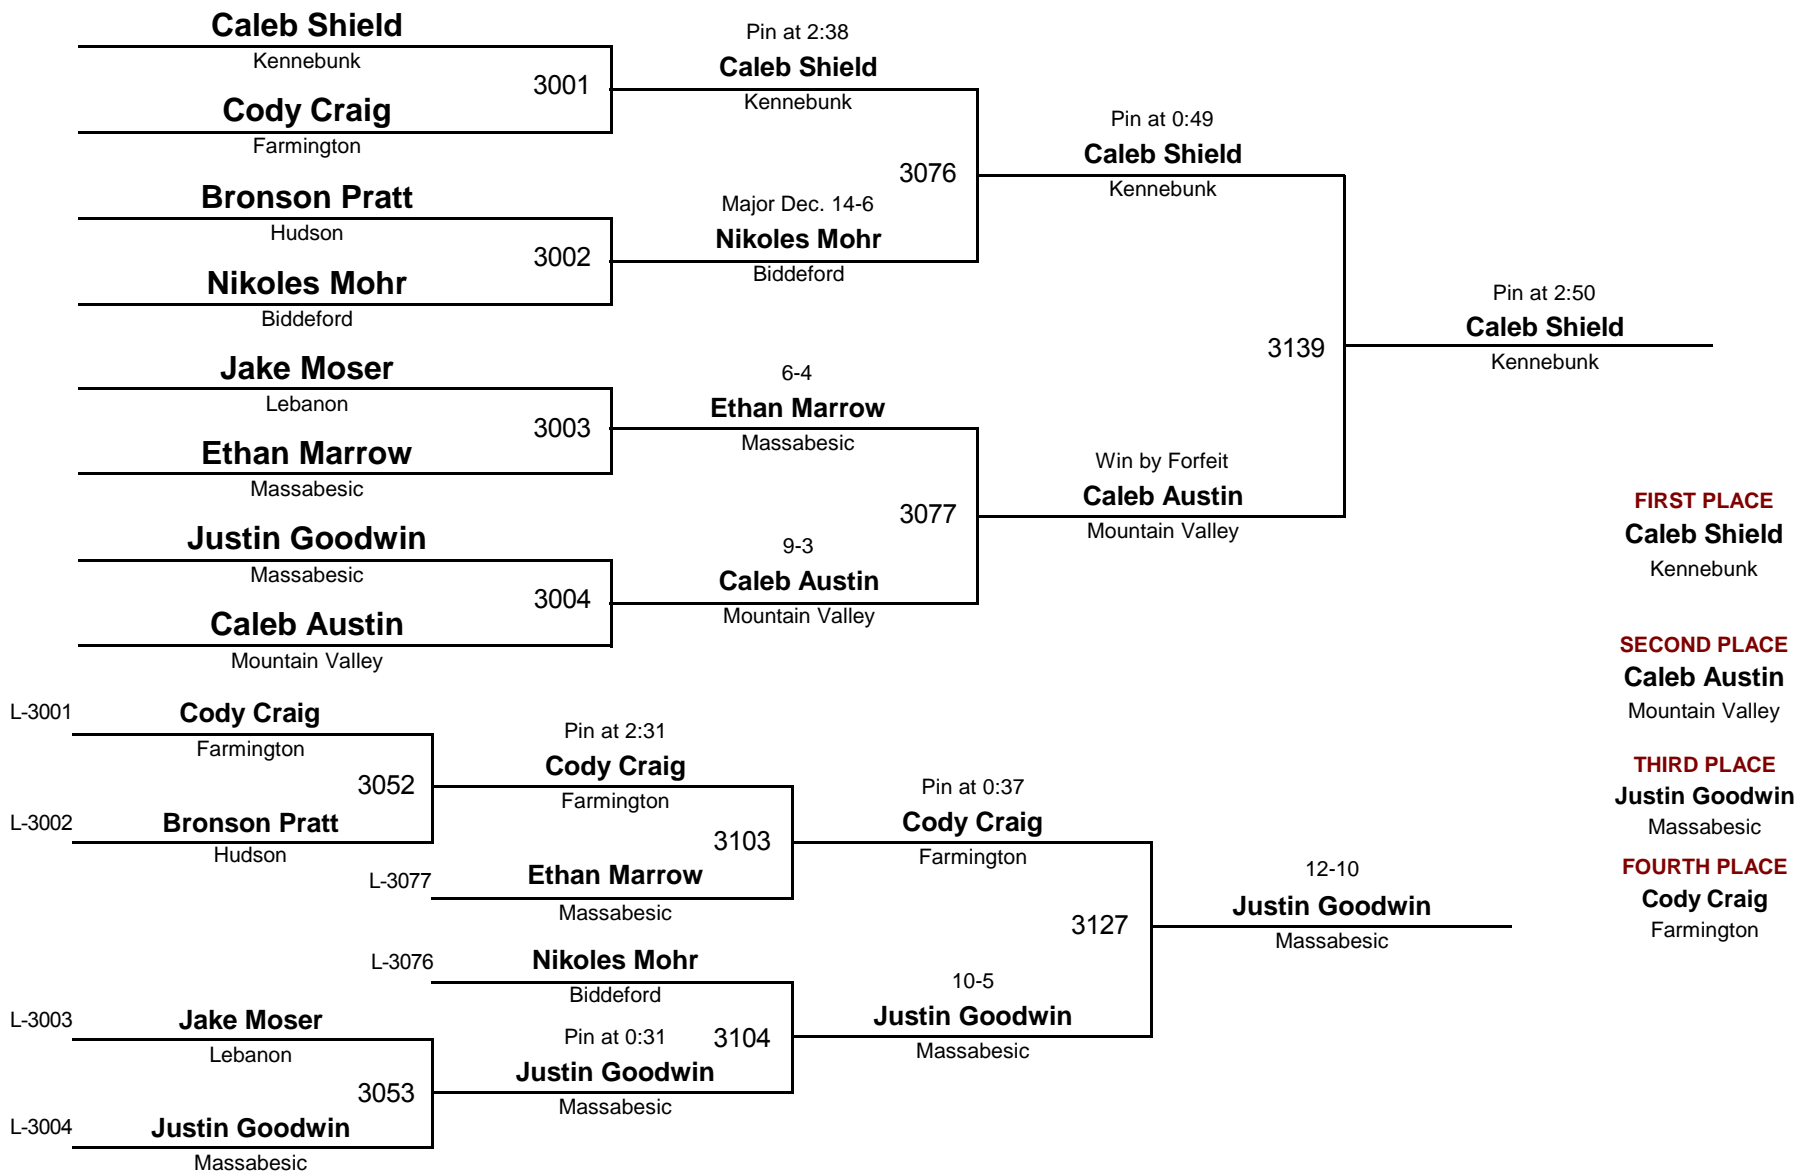 Caleb Shield
Kennebunk
3001
Cody Craig
Farmington
Pin at 2:38
Caleb Shield
Kennebunk
Bronson Pratt
Hudson
3002
Nikoles Mohr
Biddeford
Major Dec. 14-6
Nikoles Mohr
Biddeford
3076
Pin at 0:49
Caleb Shield
Kennebunk
Jake Moser
Lebanon
3003
Ethan Marrow
Massabesic
6-4
Ethan Marrow
Massabesic
Justin Goodwin
Massabesic
3004
Caleb Austin
Mountain Valley
9-3
Caleb Austin
Mountain Valley
3077
Win by Forfeit
Caleb Austin
Mountain Valley
3139
Pin at 2:50
Caleb Shield
Kennebunk
FIRST PLACE
Caleb Shield
Kennebunk
SECOND PLACE
Caleb Austin
Mountain Valley
THIRD PLACE
Justin Goodwin
Massabesic
FOURTH PLACE
Cody Craig
Farmington
L-3001
Cody Craig
Farmington
3052
L-3002
Bronson Pratt
Hudson
Pin at 2:31
Cody Craig
Farmington
3103
L-3077
Ethan Marrow
Massabesic
Pin at 0:37
Cody Craig
Farmington
L-3076
Nikoles Mohr
Biddeford
L-3003
Jake Moser
Lebanon
3053
L-3004
Justin Goodwin
Massabesic
Pin at 0:31
Justin Goodwin
Massabesic
3104
10-5
Justin Goodwin
Massabesic
3127
12-10
Justin Goodwin
Massabesic